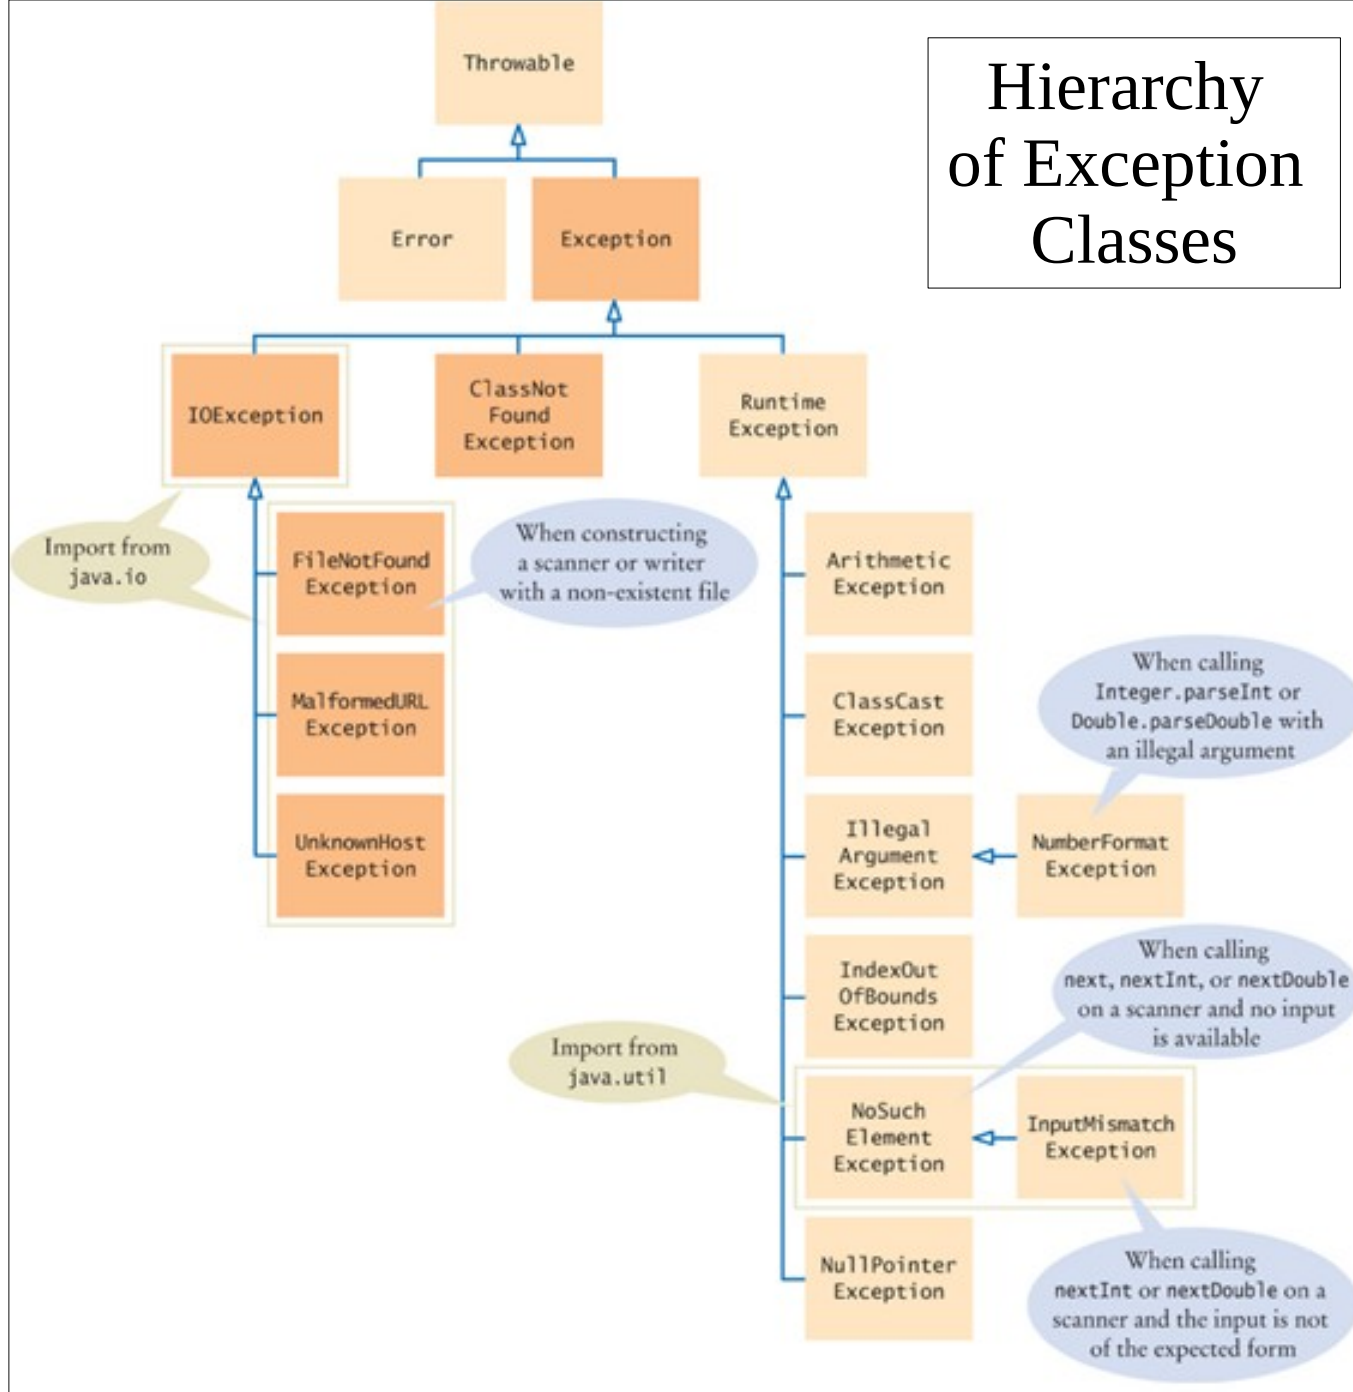 Throwable
Hierarchy
of Exception
Classes
Error
Exception
IOException
ClassNot
Found
Exception
Runtime
Exception
Import from
java.io
FileNotFound
Exception
When constructing
a scanner or writer
with a non-existent file
Arithmetic
Exception
MalformedURL
Exception
ClassCast
Exception
When calling
Integer.parseInt or
Double.parseDouble with
an illegal argument
UnknownHost
Exception
Illegal
Argument
Exception
NumberFormat
Exception
IndexOut
OfBounds
Exception
When calling
next, nextInt, or nextDouble
on a scanner and no input
is available
Import from
java.util
NoSuch
Element
Exception
InputMismatch
Exception
NullPointer
Exception
When calling
nextInt or nextDouble on a
scanner and the input is not
of the expected form